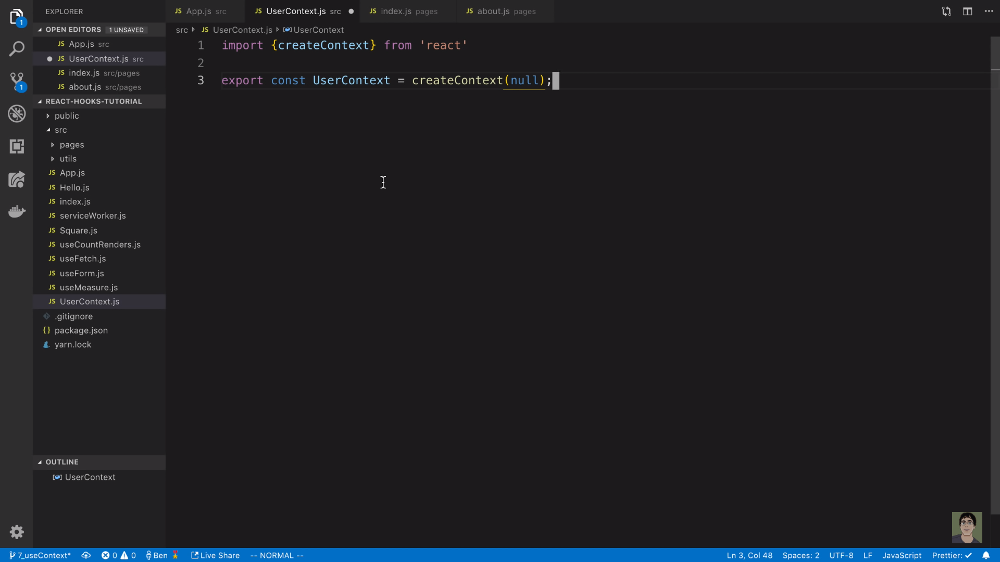 EXPLORER
OPEN EDITORS 1 UNSAVED
JS App.js src
JS UserContext.js src
JS index.js src/pages
JS about.js src/pages
REACT-HOOKS-TUTORIAL
public
src
pages
utils
JS App.js
JS Hello.js
JS index.js
JS serviceWorker.js
JS Square.js
JS useCountRenders.js
JS useFetch.js
JS useForm.js
JS useMeasure.js
JS UserContext.js
.gitignore
{} package.json
yarn.lock
OUTLINE
UserContext
1
1
JS App.js src JS UserContext.js src JS index.js pages JS about.js pages
src JS UserContext.js UserContext
1 import {createContext} from 'react'
2
3 export const UserContext = createContext(null);
7_useContext* 0 0 Ben Live Share -- NORMAL -- Ln 3, Col 48 Spaces: 2 UTF-8 LF JavaScript Prettier: ✓